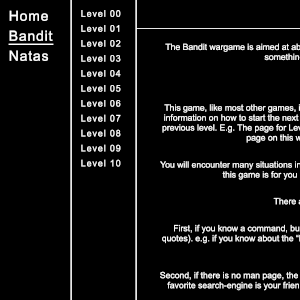 Home
Bandit
Natas
Level 00
Level 01
Level 02
Level 03
Level 04
Level 05
Level 06
Level 07
Level 08
Level 09
Level 10
The Bandit wargame is aimed at ab
something
This game, like most other games, i
information on how to start the next
previous level. E.g. The page for Lev
page on this w
You will encounter many situations in
this game is for you
There a
First, if you know a command, bu
quotes). e.g. if you know about the "l
Second, if there is no man page, the
favorite search-engine is your frien